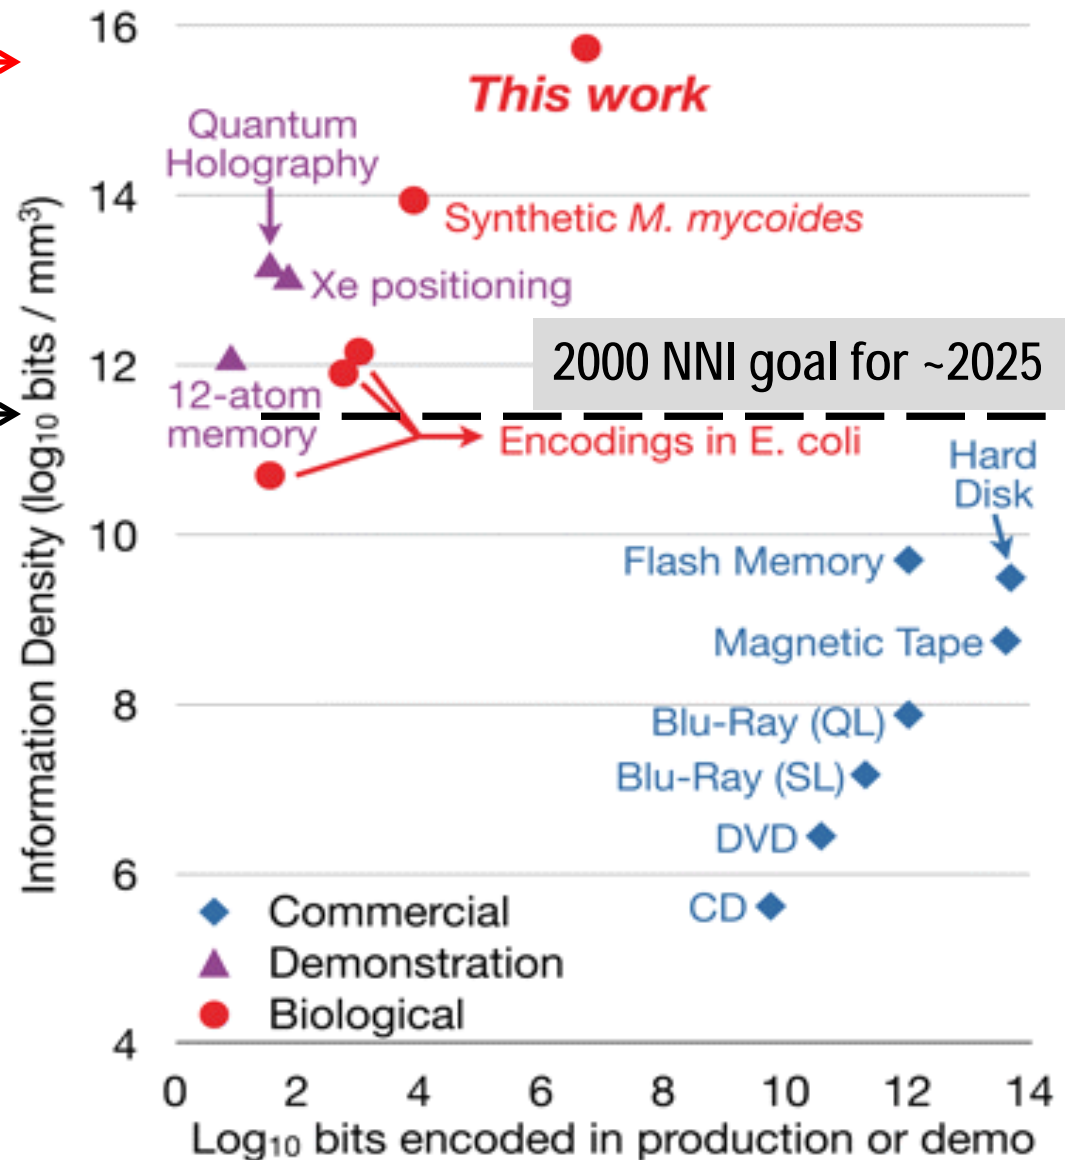 16
This work
Quantum
Holography
14
Synthetic M. mycoides
Xe positioning
2000 NNI goal for ~2025
12
12-atom
memory
Encodings in E. coli
Hard
Disk
10
Flash Memory
Magnetic Tape
8
Blu-Ray (QL)
Blu-Ray (SL)
DVD
6
CD
Commercial
Demonstration
Biological
4
0 2 4 6 8 10 12 14
Log₁₀ bits encoded in production or demo
Information Density (log₁₀ bits / mm³)